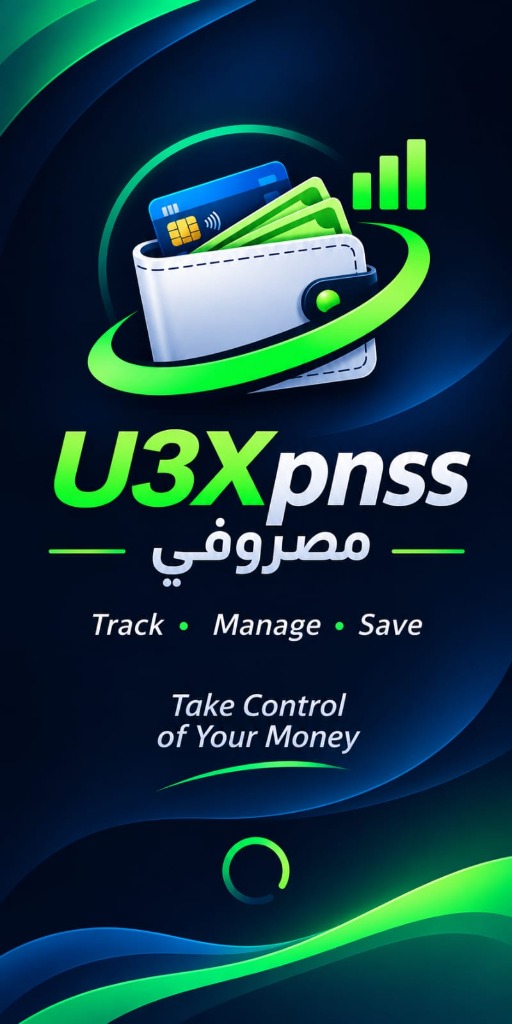 U3Xpnss
مصروفي
Track • Manage • Save
Take Control
of Your Money